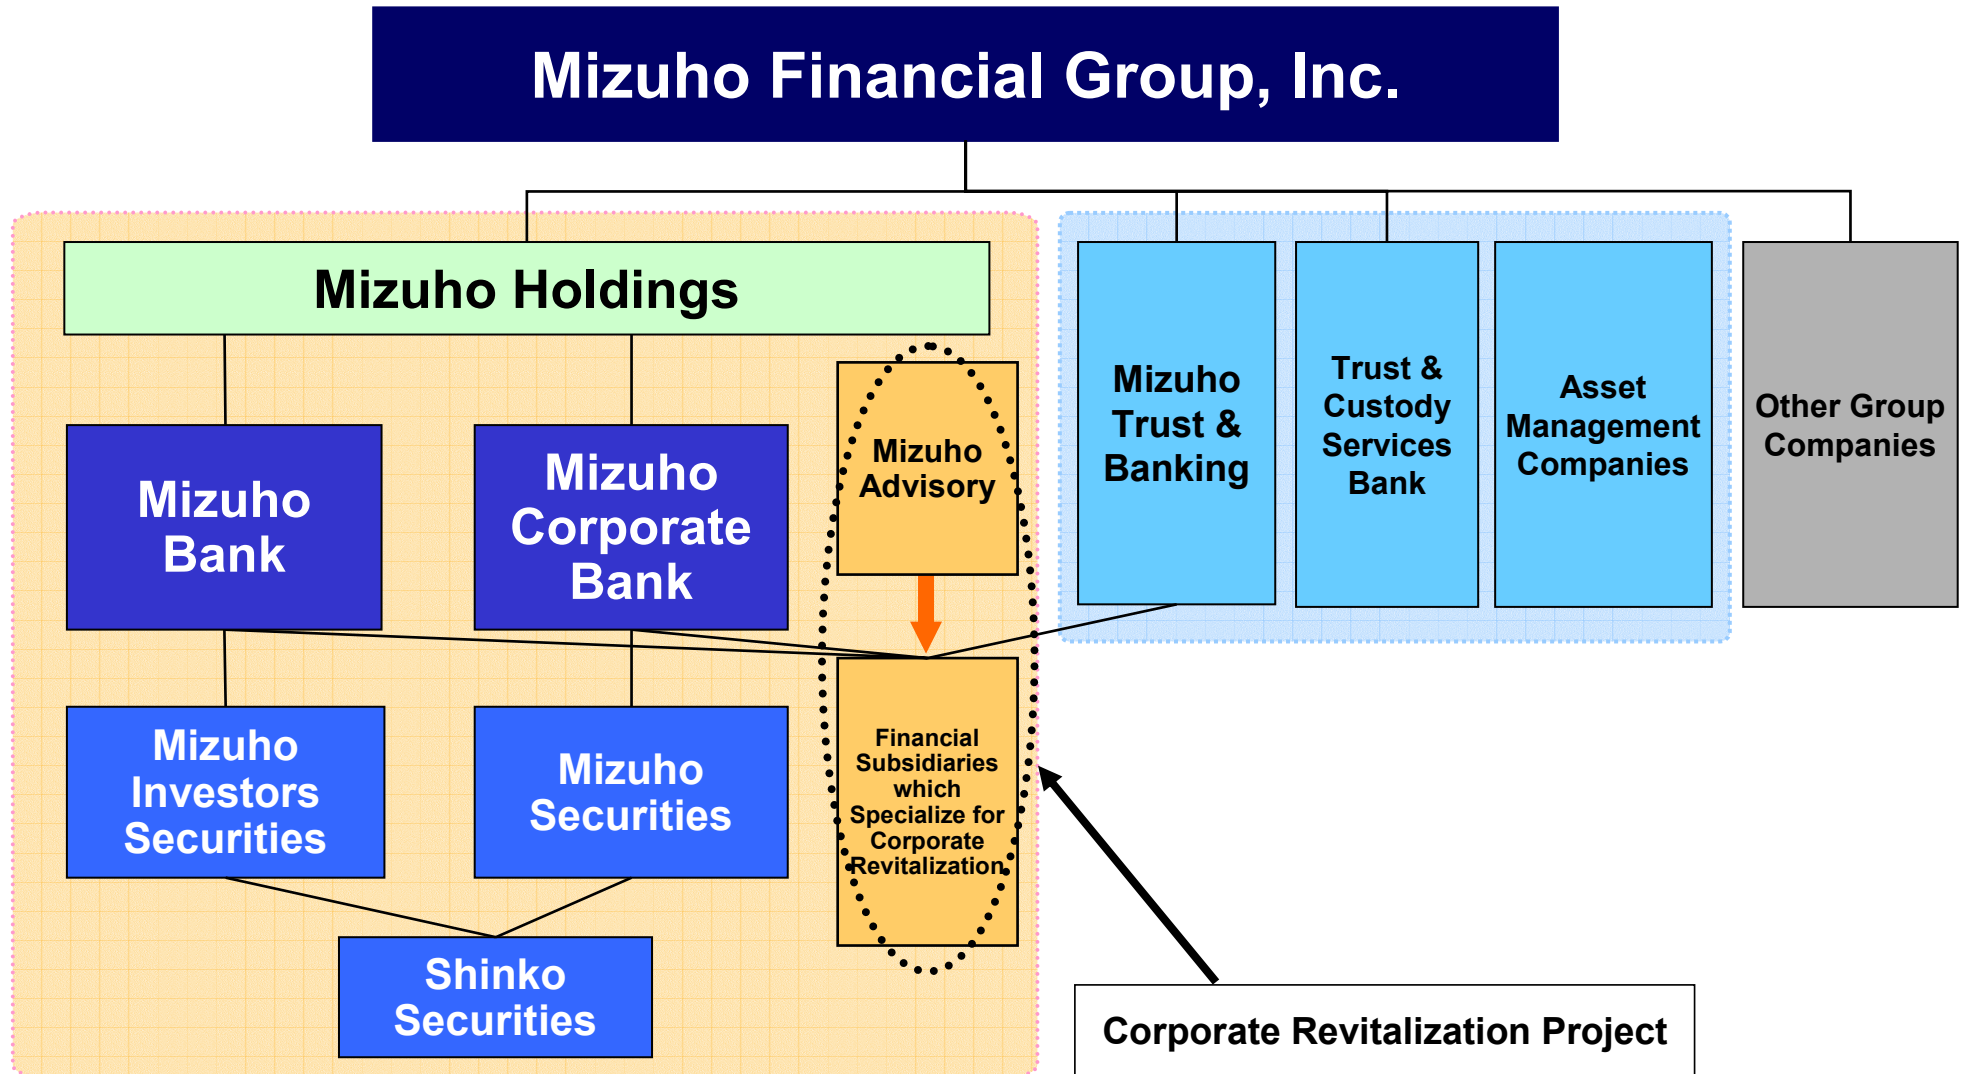 Mizuho Financial Group, Inc.
Mizuho Holdings
Mizuho
Bank
Mizuho
Corporate
Bank
Mizuho
Advisory
Mizuho
Trust &
Banking
Trust &
Custody
Services
Bank
Asset
Management
Companies
Other Group
Companies
Mizuho
Investors
Securities
Mizuho
Securities
Financial
Subsidiaries
which
Specialize for
Corporate
Revitalization
Shinko
Securities
Corporate Revitalization Project